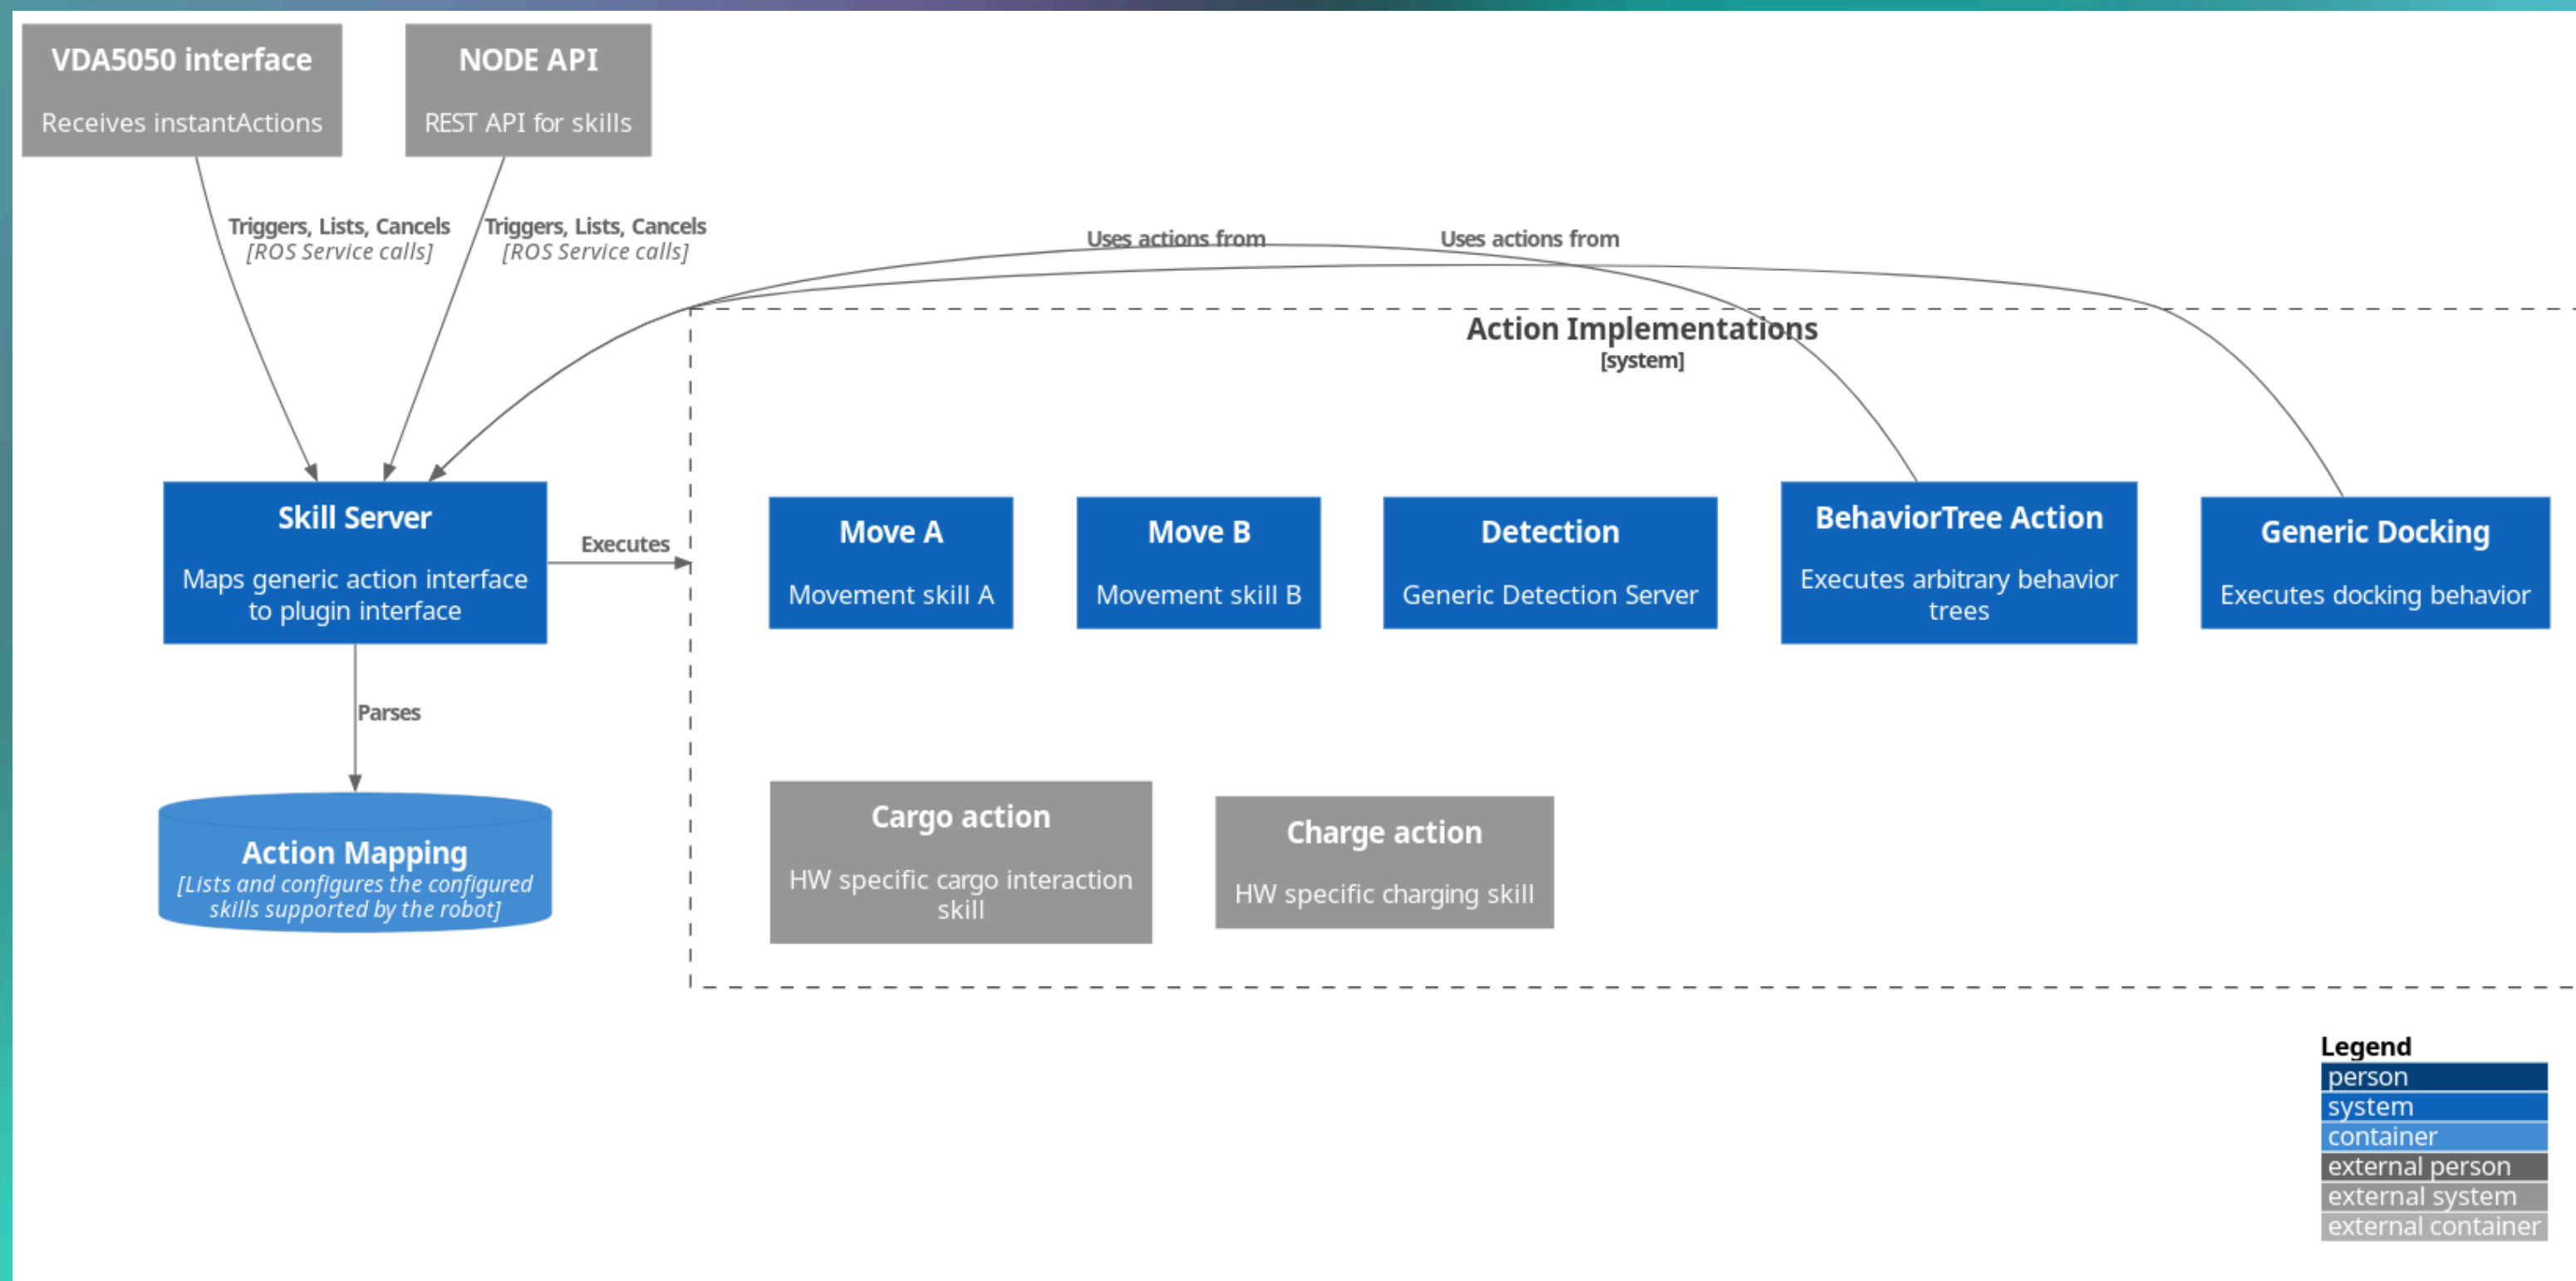 VDA5050 interface
Receives instantActions
NODE API
REST API for skills
Triggers, Lists, Cancels
[ROS Service calls]
Triggers, Lists, Cancels
[ROS Service calls]
Uses actions from
Uses actions from
Action Implementations
[system]
Skill Server
Maps generic action interface
to plugin interface
Executes
Move A
Movement skill A
Move B
Movement skill B
Detection
Generic Detection Server
BehaviorTree Action
Executes arbitrary behavior
trees
Generic Docking
Executes docking behavior
Parses
Action Mapping
[Lists and configures the configured
skills supported by the robot]
Cargo action
HW specific cargo interaction
skill
Charge action
HW specific charging skill
Legend
person
system
container
external person
external system
external container